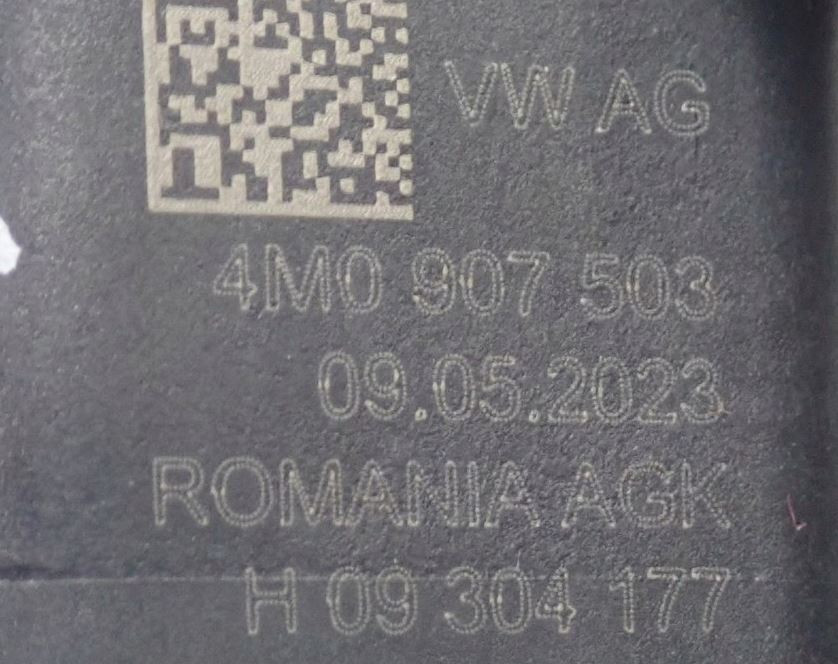 VW AG
4M0 907 503
09.05.2023
ROMANIA AGK
H 09 304 177